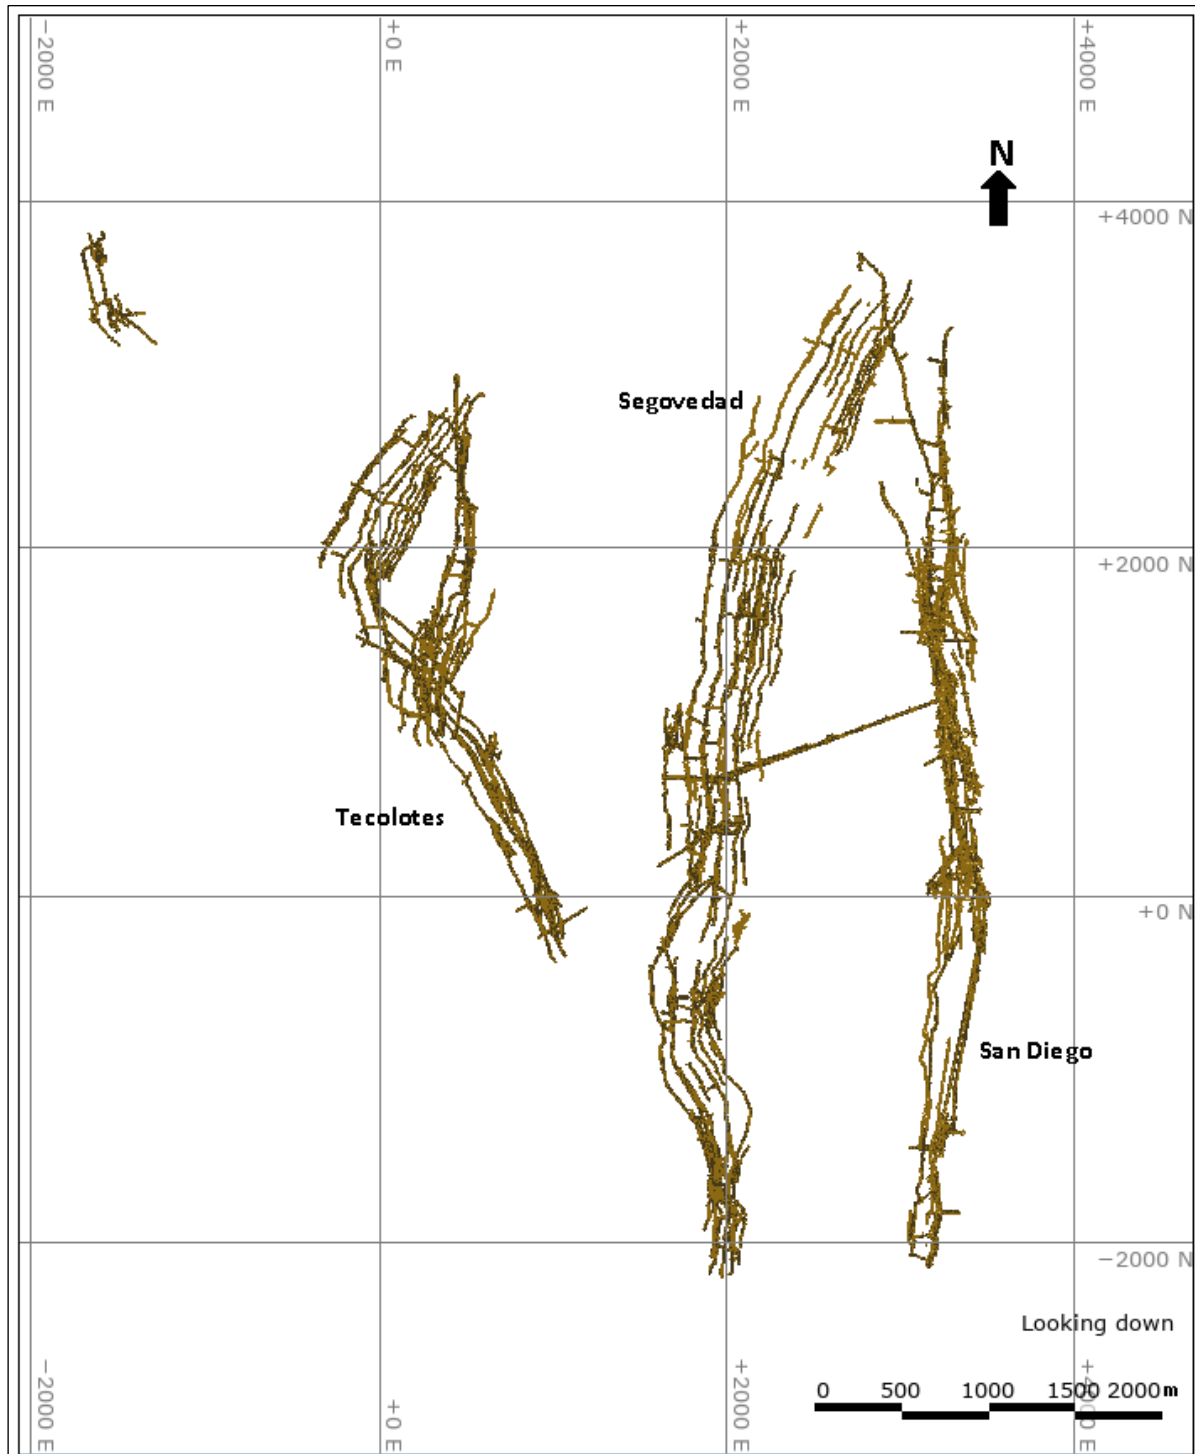 -2000 E
+0 E
+2000 E
+4000 E
N
+4000 N
Segovedad
+2000 N
Tecolotes
+0 N
San Diego
-2000 N
Looking down
-2000 E
+0 E
+2000 E
+4000 E
0 500 1000 1500 2000 m